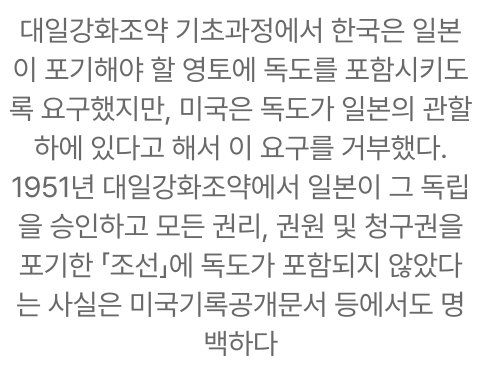 대일강화조약 기초과정에서 한국은 일본
이 포기해야 할 영토에 독도를 포함시키도
록 요구했지만, 미국은 독도가 일본의 관할
하에 있다고 해서 이 요구를 거부했다.
1951년 대일강화조약에서 일본이 그 독립
을 승인하고 모든 권리, 권원 및 청구권을
포기한 ｢조선｣에 독도가 포함되지 않았다
는 사실은 미국기록공개문서 등에서도 명
백하다